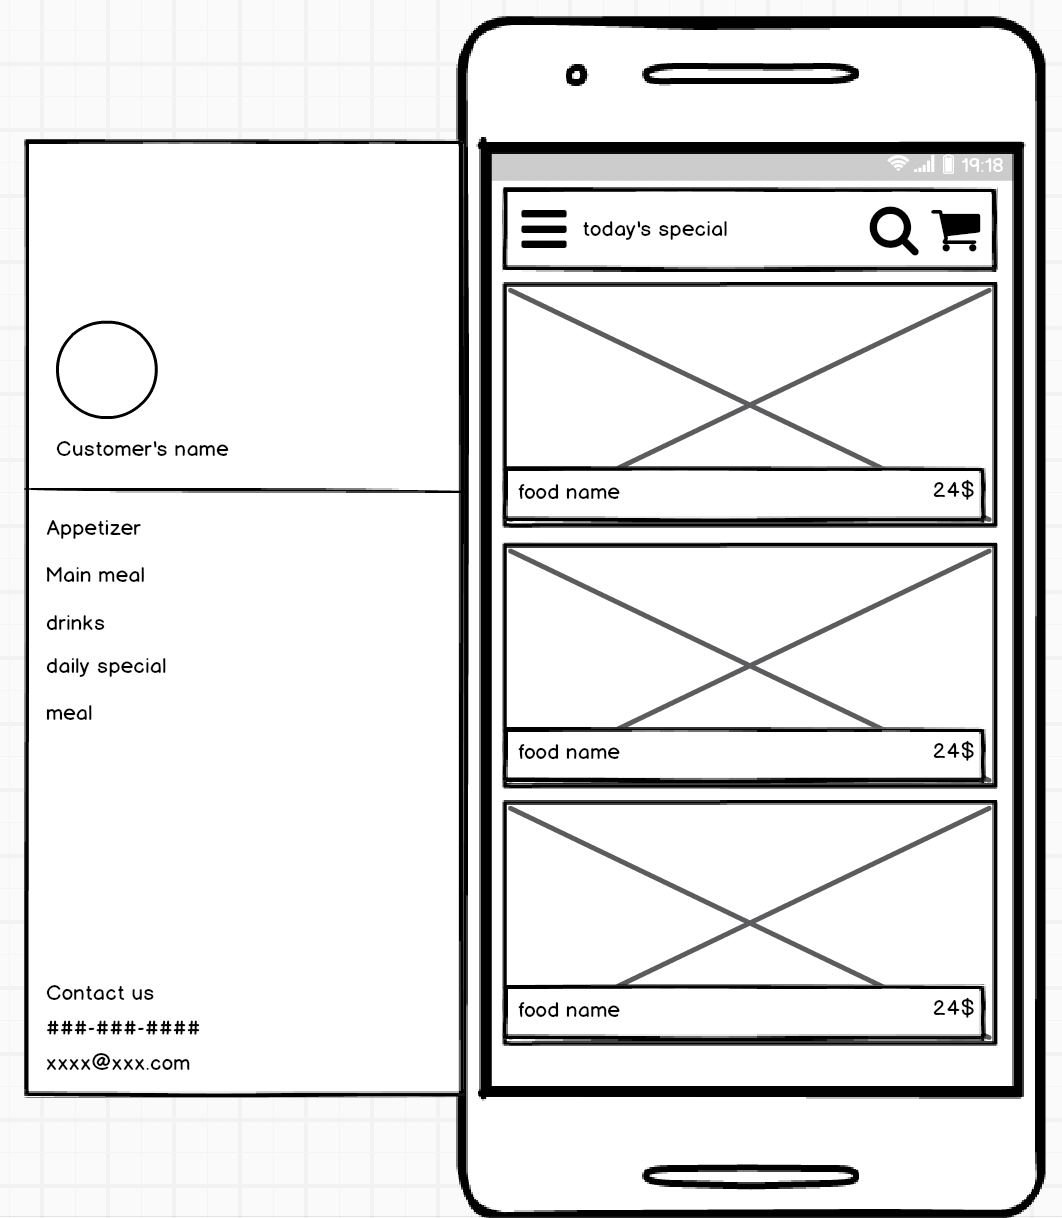 19:18
today's special
Customer's name
Appetizer
Main meal
drinks
daily special
meal
Contact us
###-###-####
xxxx@xxx.com
food name 24$
food name 24$
food name 24$